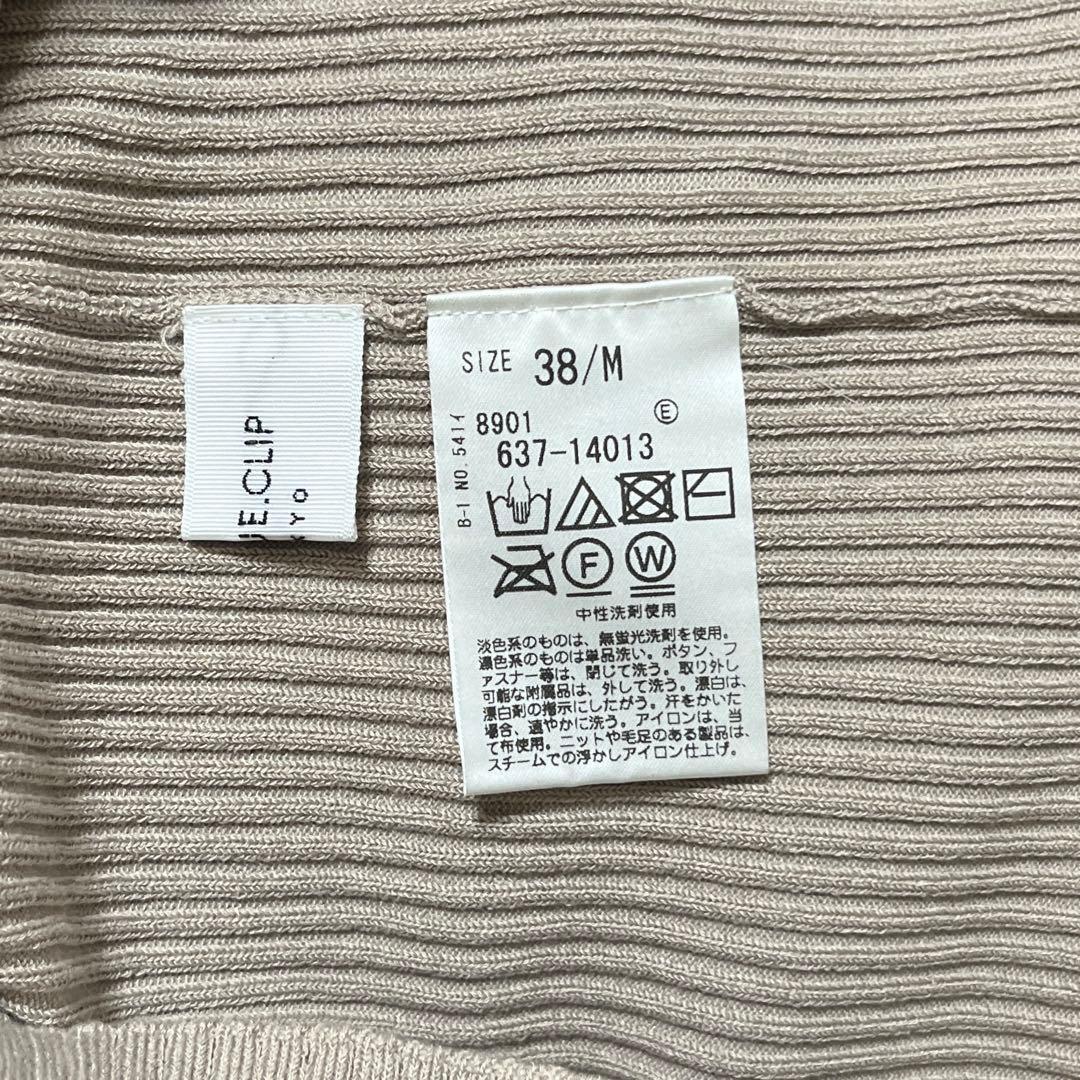 UE.CLIP
KYO
SIZE 38/M
Ⓔ
8901
637-14013
B-I NO.541イ
F
W
中性洗剤使用
淡色系のものは、無蛍光洗剤を使用。
濃色系のものは単品洗い。ボタン、フ
ァスナー等は、閉じて洗う。取り外し
可能な附属品は、外して洗う。漂白は、
漂白剤の指示にしたがう。汗をかいた
場合、速やかに洗う。アイロンは、当
て布使用。ニットや毛足のある製品は、
スチームでの浮かしアイロン仕上げ。